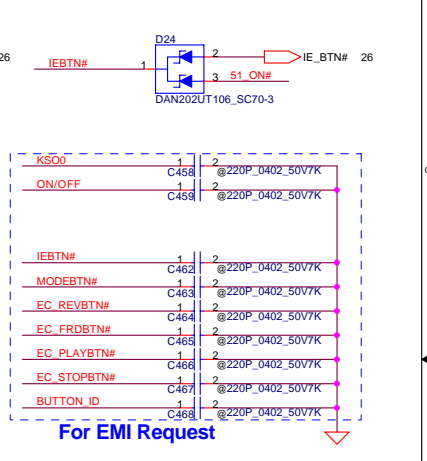 D24
26 IEBTN# 1 2 IE_BTN# 26
3 51_ON#
DAN202UT106_SC70-3
KSO0 1 2
C458 @220P_0402_50V7K
ON/OFF 1 2
C459 @220P_0402_50V7K
IEBTN# 1 2
C462 @220P_0402_50V7K
MODEBTN# 1 2
C463 @220P_0402_50V7K
EC_REVBTN# 1 2
C464 @220P_0402_50V7K
EC_FRDBTN# 1 2
C465 @220P_0402_50V7K
EC_PLAYBTN# 1 2
C466 @220P_0402_50V7K
EC_STOPBTN# 1 2
C467 @220P_0402_50V7K
BUTTON_ID 1 2
C468 @220P_0402_50V7K
For EMI Request